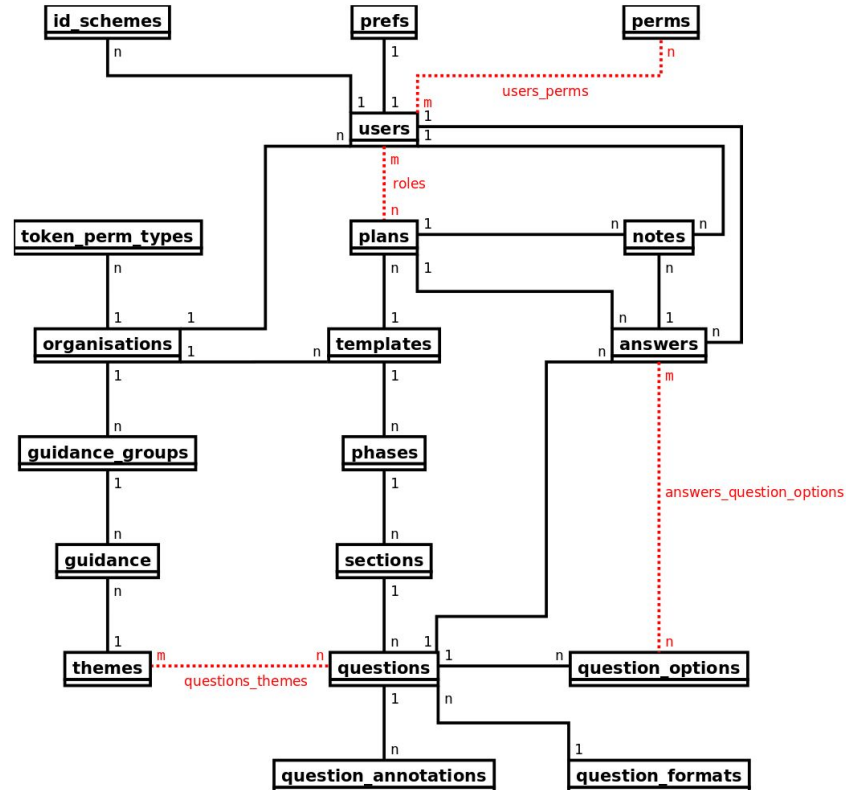 id_schemes prefs perms
n 1 n
users_perms
1 1 m
users 1
n 1
m
roles
n
token_perm_types plans 1 n notes n
n n 1 n
1 1 1 n 1 n
organisations 1 n templates n answers
1 1 m
n n
guidance_groups phases
1 1 answers_question_options
n n
guidance sections
n 1
1 n 1 n
themes m n questions 1 n question_options
questions_themes
1 n
n 1
question_annotations question_formats